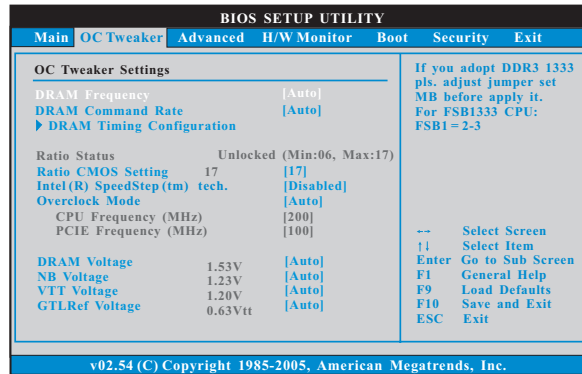 BIOS SETUP UTILITY
Main OC Tweaker Advanced H/W Monitor Boot Security Exit
OC Tweaker Settings
DRAM Frequency [Auto]
DRAM Command Rate [Auto]
DRAM Timing Configuration
Ratio Status Unlocked (Min:06, Max:17)
Ratio CMOS Setting 17 [17]
Intel (R) SpeedStep (tm) tech. [Disabled]
Overclock Mode [Auto]
CPU Frequency (MHz) [200]
PCIE Frequency (MHz) [100]
DRAM Voltage 1.53V [Auto]
NB Voltage 1.23V [Auto]
VTT Voltage 1.20V [Auto]
GTLRef Voltage 0.63Vtt [Auto]
If you adopt DDR3 1333
pls. adjust jumper set
MB before apply it.
For FSB1333 CPU:
FSB1 = 2-3
←→ Select Screen
↑↓ Select Item
Enter Go to Sub Screen
F1 General Help
F9 Load Defaults
F10 Save and Exit
ESC Exit
v02.54 (C) Copyright 1985-2005, American Megatrends, Inc.